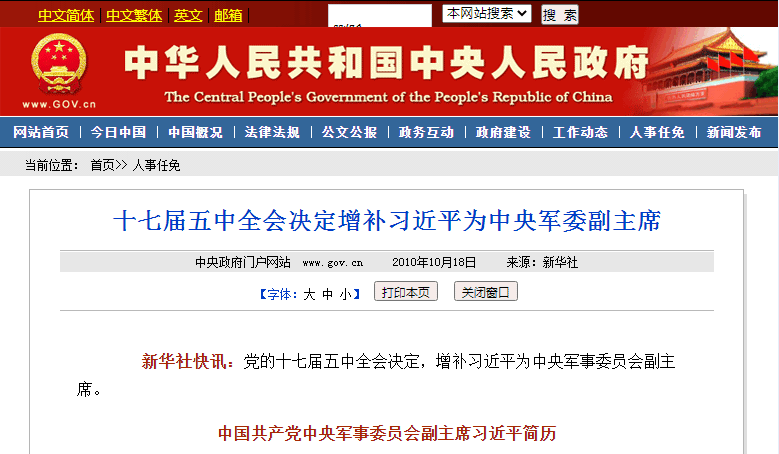 中文简体 | 中文繁体 | 英文 | 邮箱 |
本网站搜索 搜 索
中华人民共和国中央人民政府
www.GOV.cn
The Central People's Government of the People's Republic of China
网站首页 | 今日中国 | 中国概况 | 法律法规 | 公文公报 | 政务互动 | 政府建设 | 工作动态 | 人事任免 | 新闻发布
当前位置： 首页>> 人事任免
十七届五中全会决定增补习近平为中央军委副主席
中央政府门户网站 www.gov.cn 2010年10月18日 来源：新华社
【字体：大 中 小】 打印本页 关闭窗口
新华社快讯：党的十七届五中全会决定，增补习近平为中央军事委员会副主
席。
中国共产党中央军事委员会副主席习近平简历